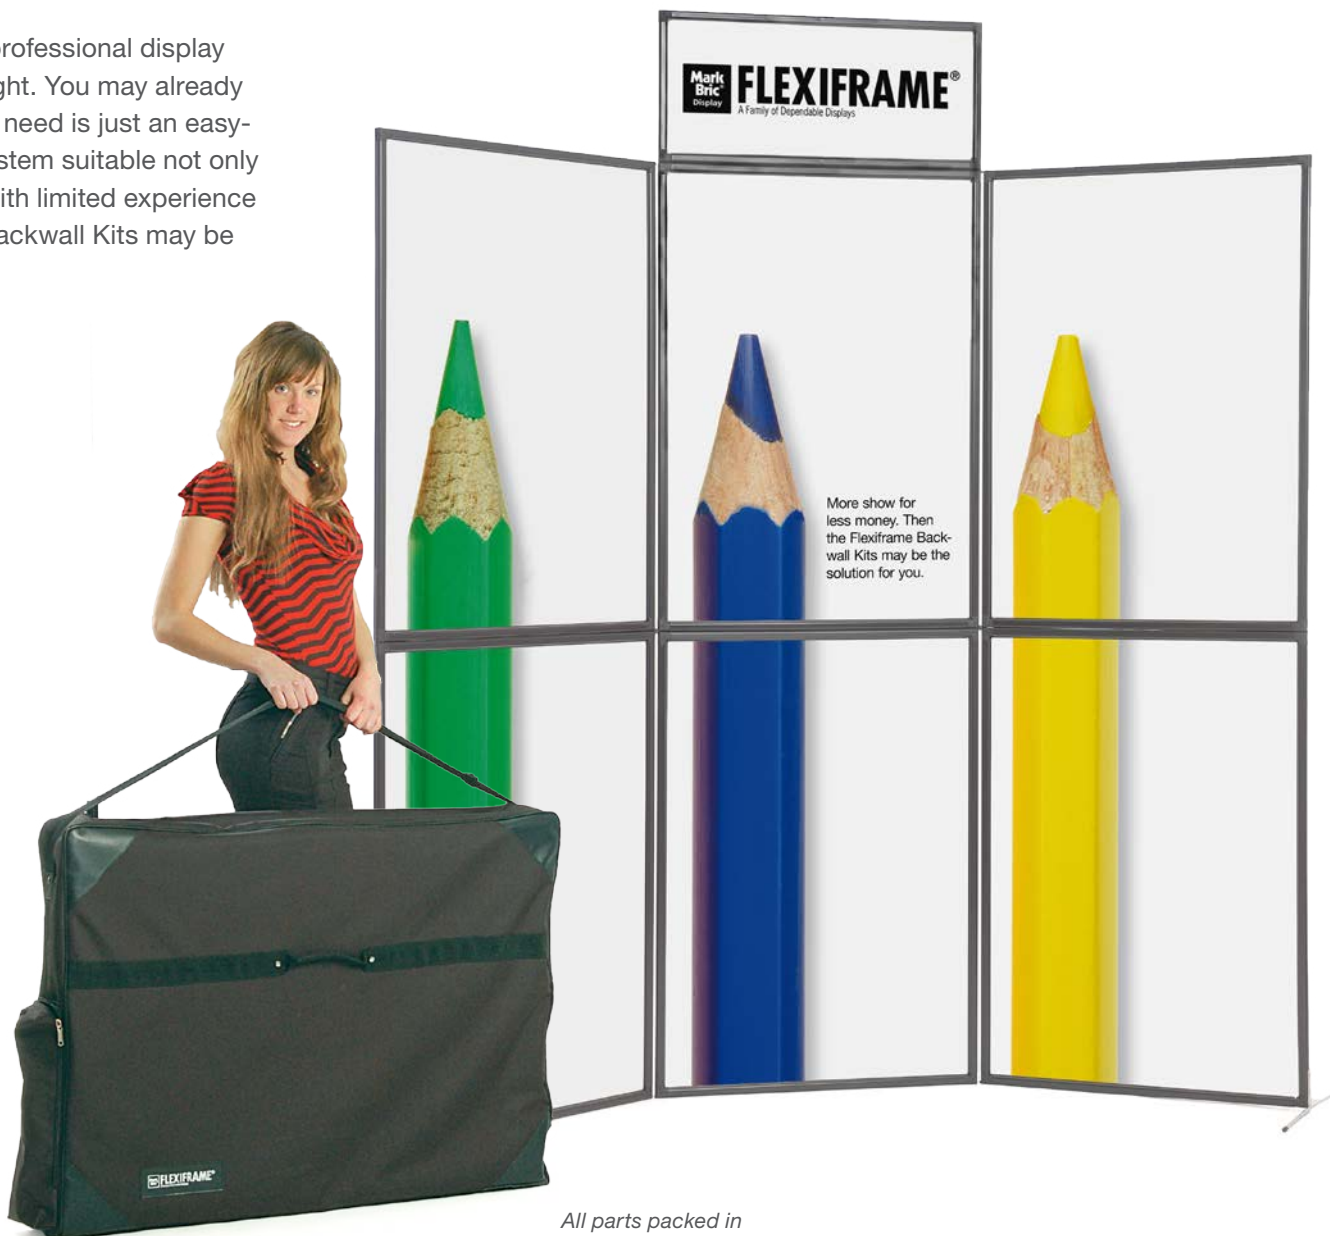 rofessional display
ght. You may already
need is just an easy-
stem suitable not only
ith limited experience
ackwall Kits may be
Mark
Bric®
Display
FLEXIFRAME®
A Family of Dependable Displays
More show for
less money. Then
the Flexiframe Back-
wall Kits may be the
solution for you.
FLEXIFRAME®
All parts packed in